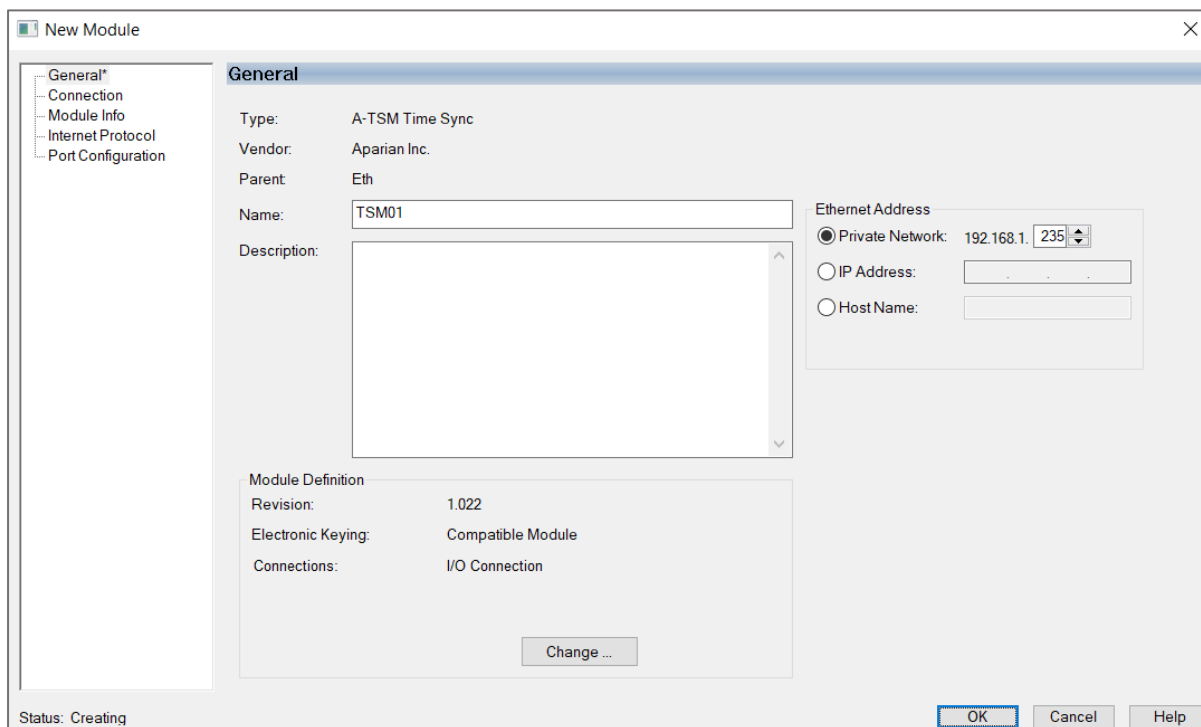 New Module
General*
Connection
Module Info
Internet Protocol
Port Configuration
General
Type: A-TSM Time Sync
Vendor: Aparian Inc.
Parent: Eth
Name: TSM01
Description:
Ethernet Address
Private Network: 192.168.1. 235
IP Address: . . .
Host Name:
Module Definition
Revision: 1.022
Electronic Keying: Compatible Module
Connections: I/O Connection
Change ...
Status: Creating
OK Cancel Help